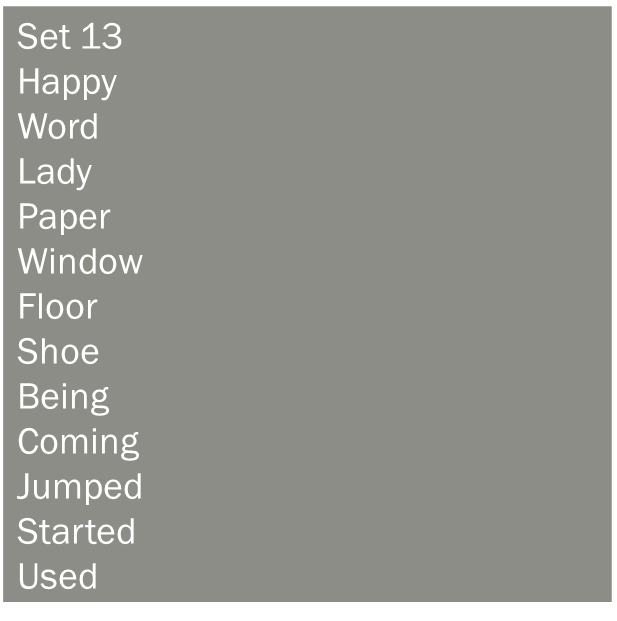 Set 13
Happy
Word
Lady
Paper
Window
Floor
Shoe
Being
Coming
Jumped
Started
Used